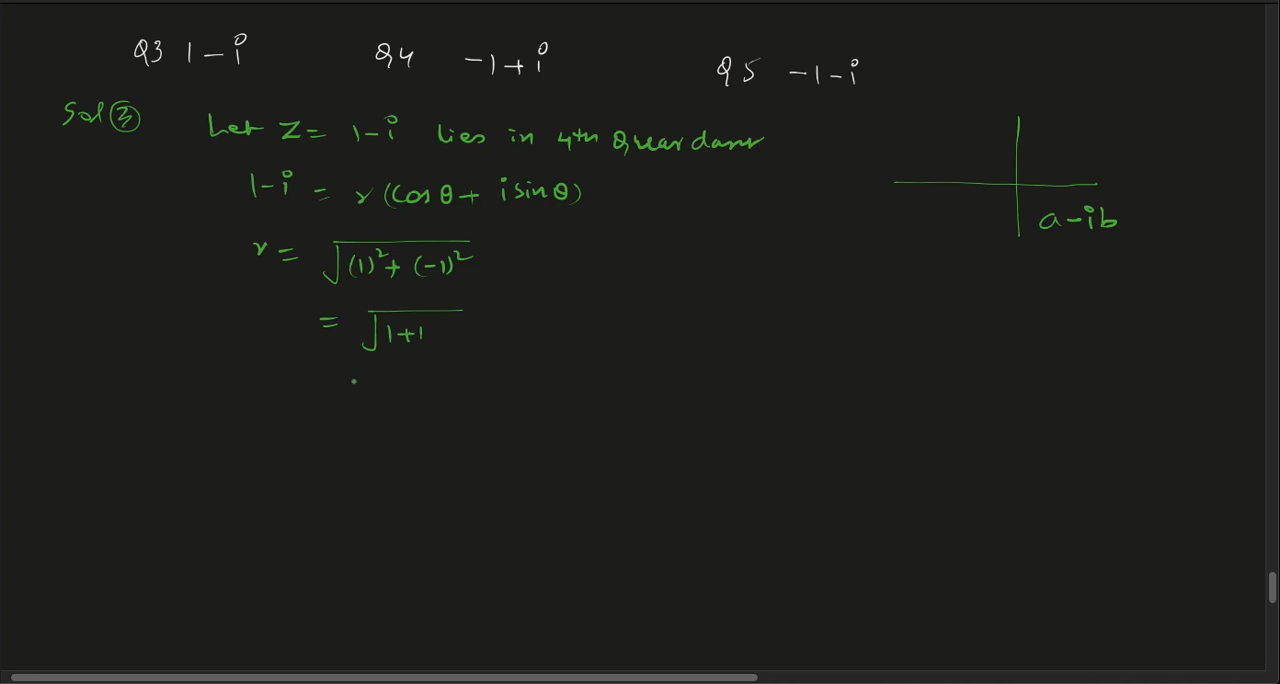 Q3 1-i Q4 -1+i Q5 -1-i
Sol ③ Let Z = 1-i lies in 4th Quardant
1-i = r (Cos θ + i sin θ)
a-ib
r = √(1)² + (-1)²
= √1+1